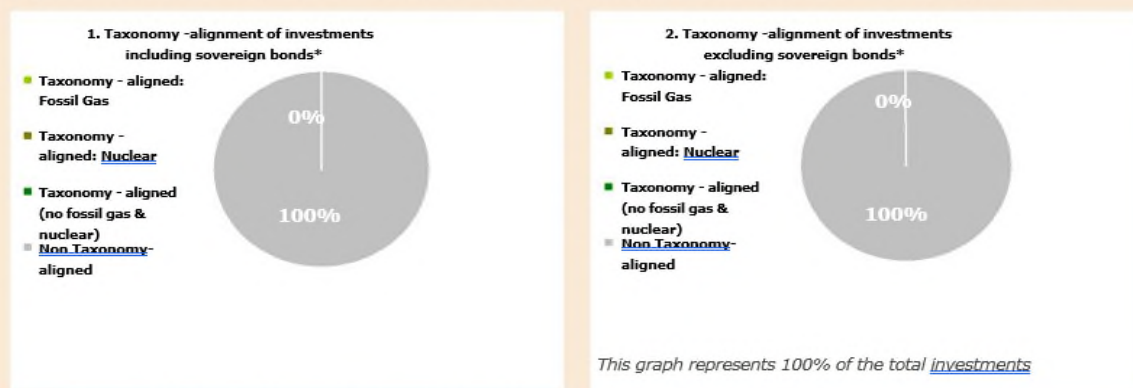 1. Taxonomy -alignment of investments
including sovereign bonds*
Taxonomy - aligned:
Fossil Gas
Taxonomy -
aligned: Nuclear
Taxonomy - aligned
(no fossil gas &
nuclear)
Non Taxonomy-
aligned
0%
100%
2. Taxonomy -alignment of investments
excluding sovereign bonds*
Taxonomy - aligned:
Fossil Gas
Taxonomy -
aligned: Nuclear
Taxonomy - aligned
(no fossil gas &
nuclear)
Non Taxonomy-
aligned
0%
100%
This graph represents 100% of the total investments